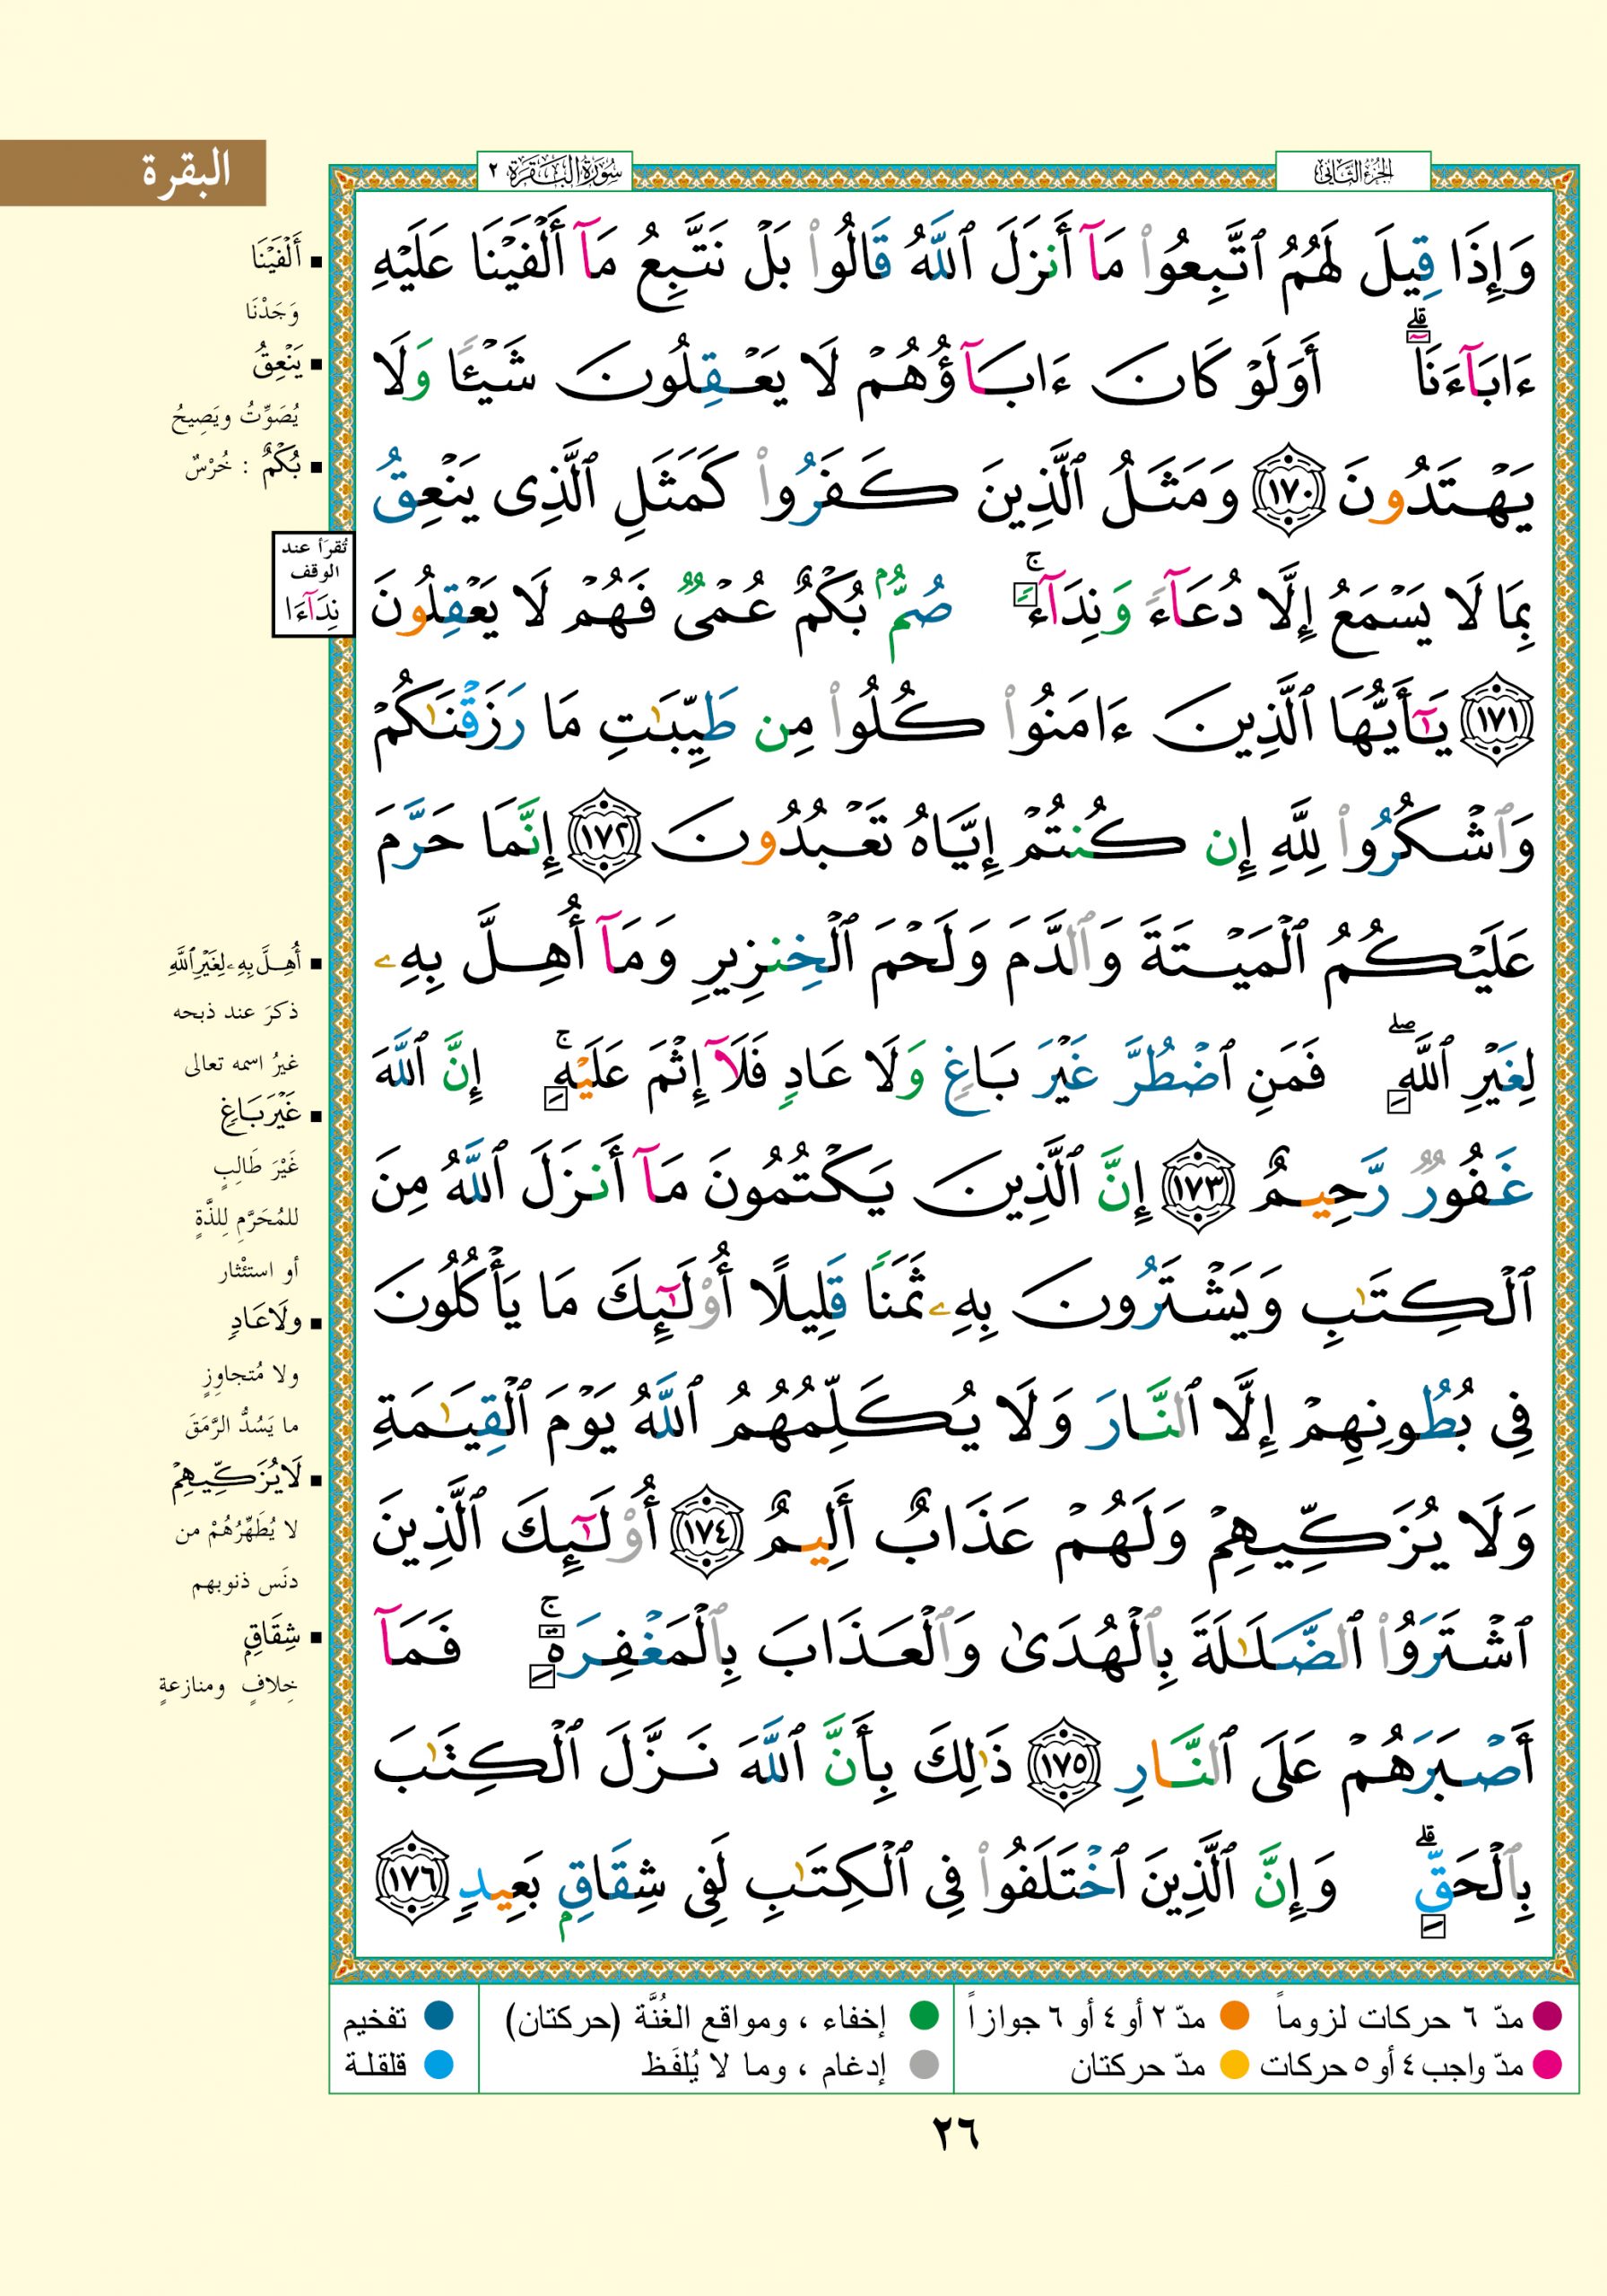 البقرة
الجزء الثاني
سورة البقرة ٢
وَإِذَا قِيلَ لَهُمُ ٱتَّبِعُوا۟ مَآ أَنزَلَ ٱللَّهُ قَالُوا۟ بَلْ نَتَّبِعُ مَآ أَلْفَيْنَا عَلَيْهِ
ءَابَآءَنَآ ۗ أَوَلَوْ كَانَ ءَابَآؤُهُمْ لَا يَعْقِلُونَ شَيْـًٔا وَلَا
يَهْتَدُونَ ١٧٠ وَمَثَلُ ٱلَّذِينَ كَفَرُوا۟ كَمَثَلِ ٱلَّذِى يَنْعِقُ
بِمَا لَا يَسْمَعُ إِلَّا دُعَآءً وَنِدَآءً ۚ صُمٌّۢ بُكْمٌ عُمْىٌ فَهُمْ لَا يَعْقِلُونَ
١٧١ يَٰٓأَيُّهَا ٱلَّذِينَ ءَامَنُوا۟ كُلُوا۟ مِن طَيِّبَٰتِ مَا رَزَقْنَٰكُمْ
وَٱشْكُرُوا۟ لِلَّهِ إِن كُنتُمْ إِيَّاهُ تَعْبُدُونَ ١٧٢ إِنَّمَا حَرَّمَ
عَلَيْكُمُ ٱلْمَيْتَةَ وَٱلدَّمَ وَلَحْمَ ٱلْخِنزِيرِ وَمَآ أُهِلَّ بِهِۦ
لِغَيْرِ ٱللَّهِ ۖ فَمَنِ ٱضْطُرَّ غَيْرَ بَاغٍ وَلَا عَادٍ فَلَآ إِثْمَ عَلَيْهِ ۚ إِنَّ ٱللَّهَ
غَفُورٌ رَّحِيمٌ ١٧٣ إِنَّ ٱلَّذِينَ يَكْتُمُونَ مَآ أَنزَلَ ٱللَّهُ مِنَ
ٱلْكِتَٰبِ وَيَشْتَرُونَ بِهِۦ ثَمَنًا قَلِيلًا أُو۟لَٰٓئِكَ مَا يَأْكُلُونَ
فِى بُطُونِهِمْ إِلَّا ٱلنَّارَ وَلَا يُكَلِّمُهُمُ ٱللَّهُ يَوْمَ ٱلْقِيَٰمَةِ
وَلَا يُزَكِّيهِمْ وَلَهُمْ عَذَابٌ أَلِيمٌ ١٧٤ أُو۟لَٰٓئِكَ ٱلَّذِينَ
ٱشْتَرَوُا۟ ٱلضَّلَٰلَةَ بِٱلْهُدَىٰ وَٱلْعَذَابَ بِٱلْمَغْفِرَةِ ۚ فَمَآ
أَصْبَرَهُمْ عَلَى ٱلنَّارِ ١٧٥ ذَٰلِكَ بِأَنَّ ٱللَّهَ نَزَّلَ ٱلْكِتَٰبَ
بِٱلْحَقِّ ۗ وَإِنَّ ٱلَّذِينَ ٱخْتَلَفُوا۟ فِى ٱلْكِتَٰبِ لَفِى شِقَاقٍۭ بَعِيدٍ ١٧٦
▪ أَلْفَيْنَا
وَجَدْنَا
▪ يَنْعِقُ
يُصَوِّتُ ويَصِيحُ
▪ بُكْمٌ : خُرْسٌ
تُقرَأ عند
الوقف
نِدَآءَا
▪ أُهِلَّ بِهِۦ لِغَيْرِ ٱللَّهِ
ذكرَ عند ذبحه
غيرُ اسمه تعالى
▪ غَيْرَ بَاغٍ
غَيْرَ طَالِبٍ
للمُحَرَّمِ لِلذَّةٍ
أو استئثار
▪ ولَا عَادٍ
ولا مُتجاوِزٍ
ما يَسُدُّ الرَّمَقَ
▪ لَا يُزَكِّيهِمْ
لا يُطَهِّرُهُمْ من
دنَس ذنوبهم
▪ شِقَاقٍ
خِلافٍ ومنازعةٍ
مدّ ٦ حركات لزوماً ● مدّ ٢ أو ٤ أو ٦ جوازاً ● إخفاء ، ومواقع الغُنَّة (حركتان) ● تفخيم
مدّ واجب ٤ أو ٥ حركات ● مدّ حركتان ● إدغام ، وما لا يُلفَظ ● قلقلة
٢٦